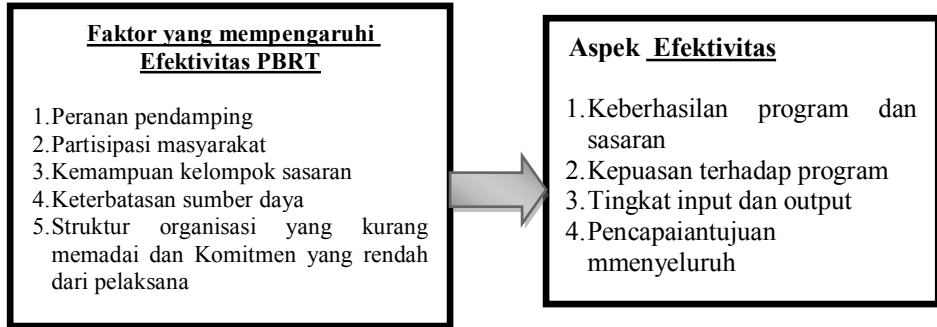 Faktor yang mempengaruhi
Efektivitas PBRT
1.Peranan pendamping
2.Partisipasi masyarakat
3.Kemampuan kelompok sasaran
4.Keterbatasan sumber daya
5.Struktur organisasi yang kurang
memadai dan Komitmen yang rendah
dari pelaksana
Aspek Efektivitas
1.Keberhasilan program dan
sasaran
2.Kepuasan terhadap program
3.Tingkat input dan output
4.Pencapaiantujuan
mmenyeluruh